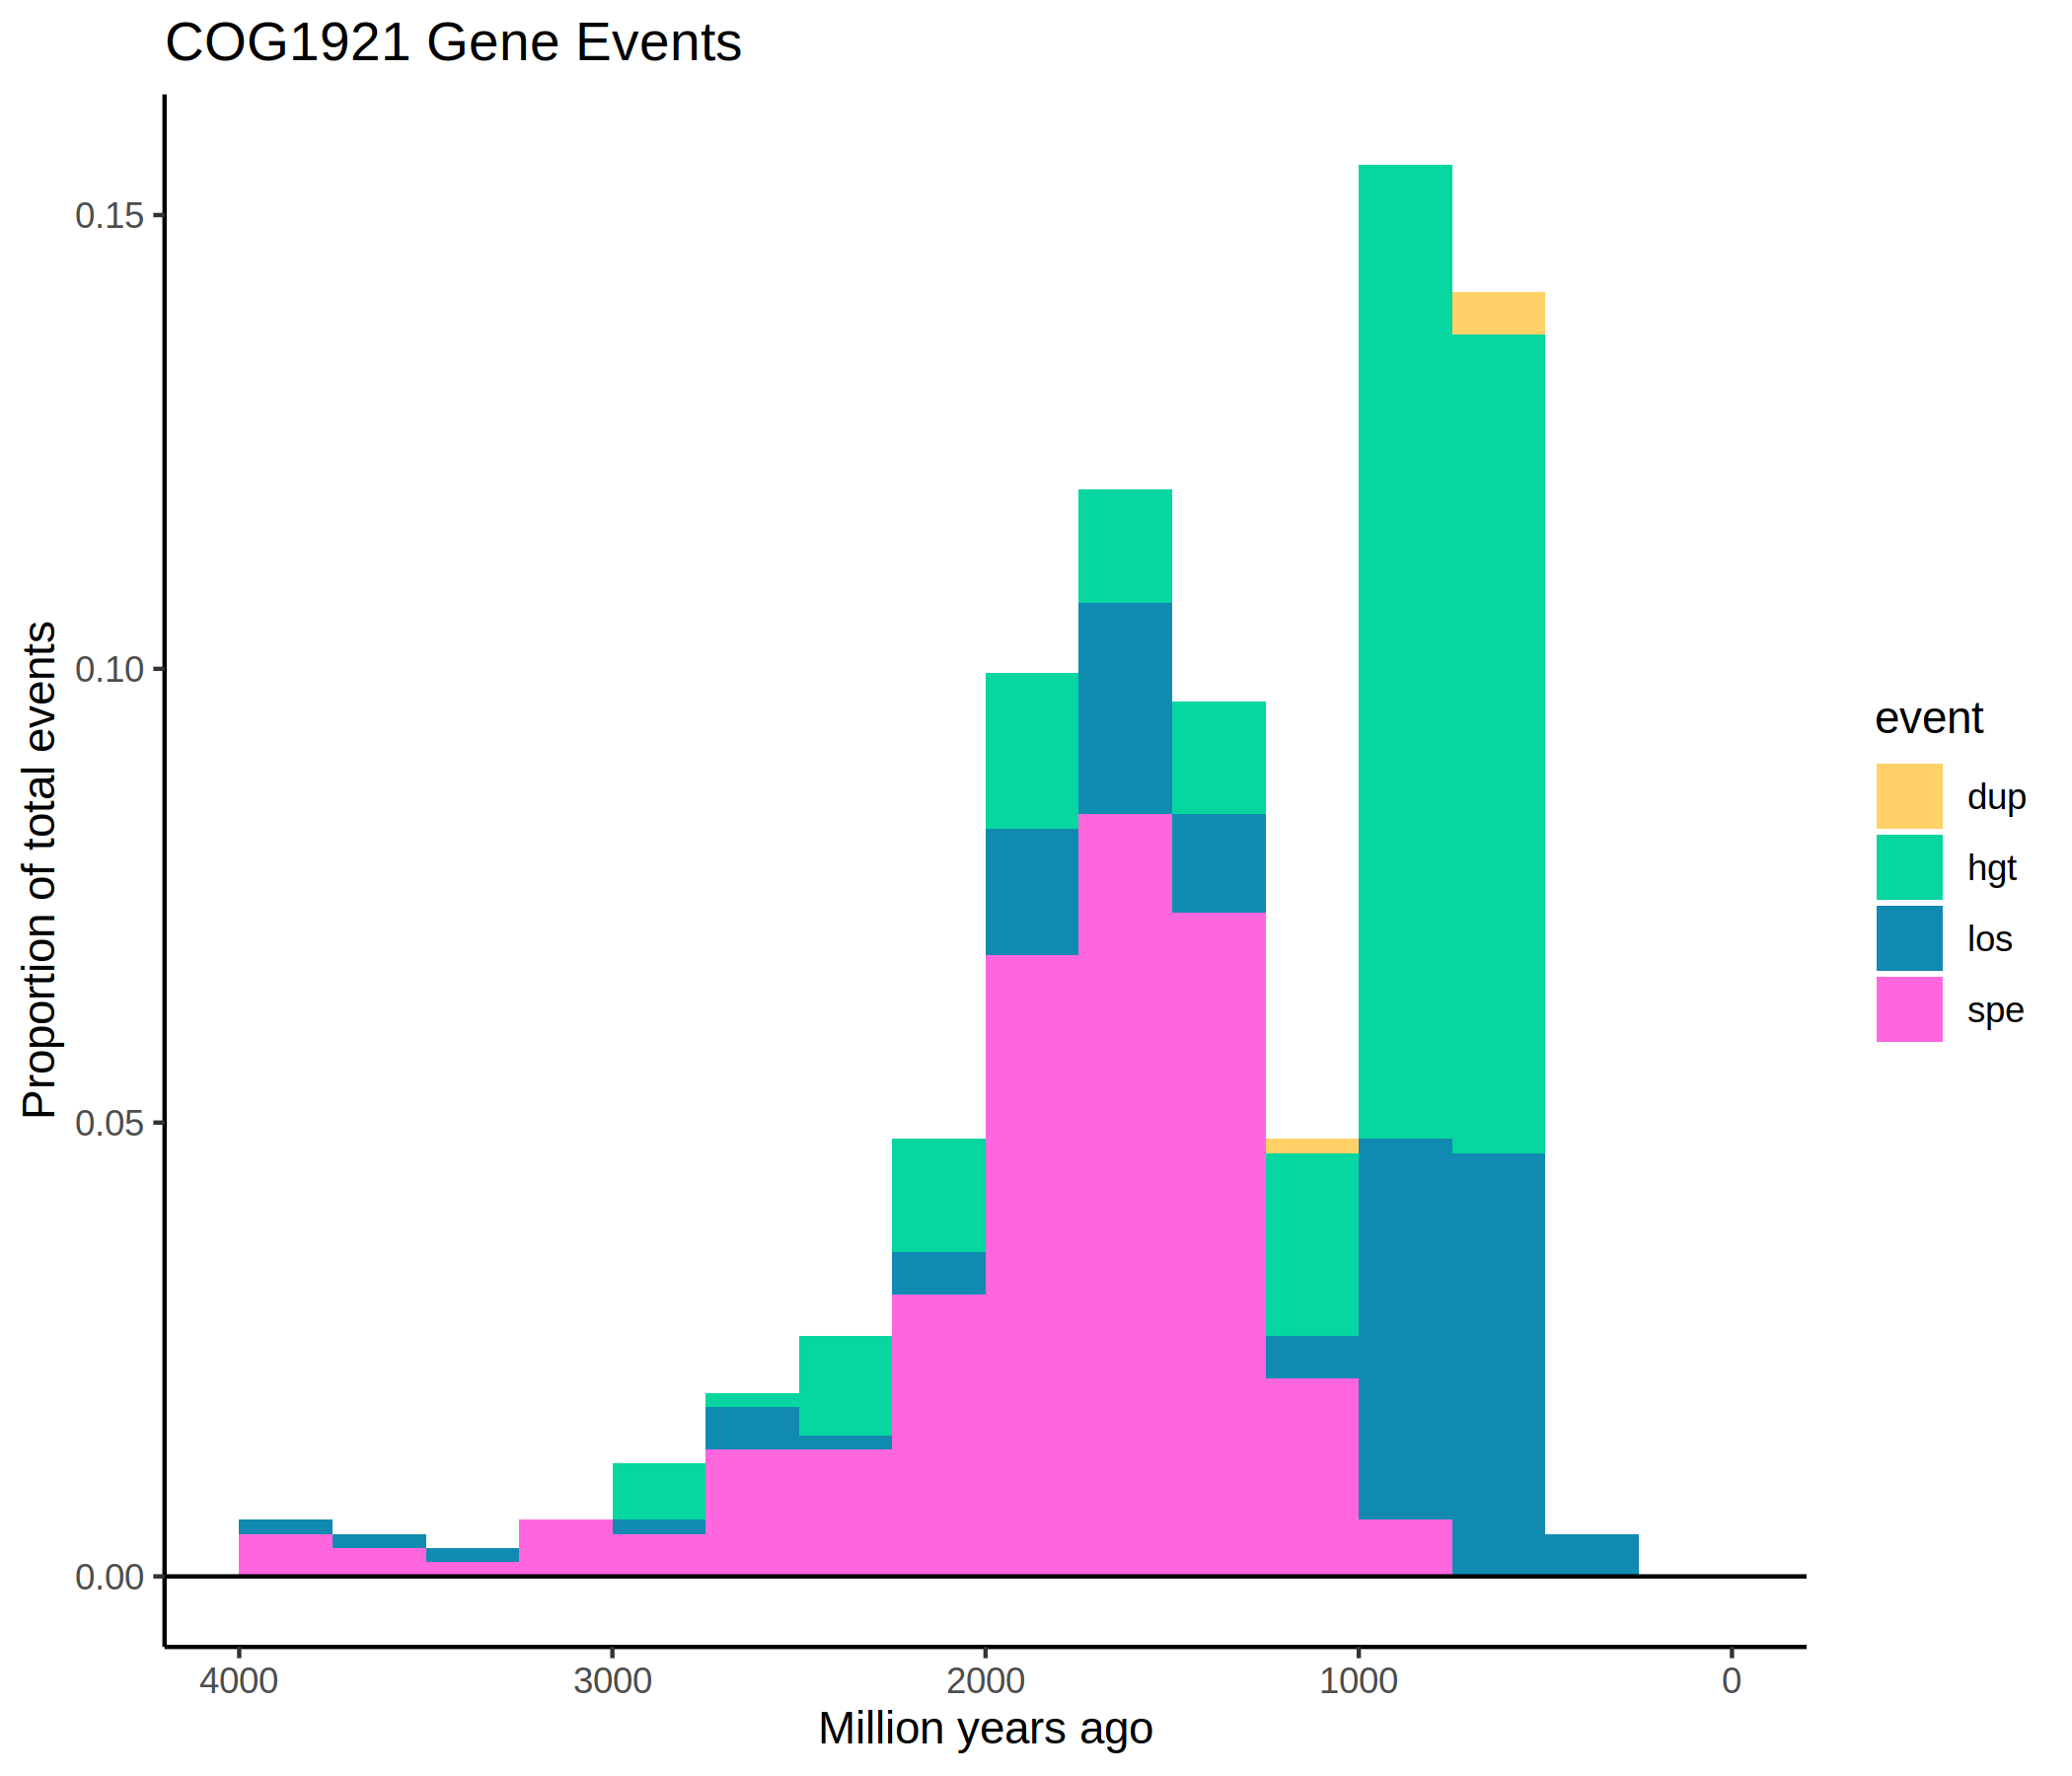 COG1921 Gene Events
Proportion of total events
0.15
0.10
0.05
0.00
4000 3000 2000 1000 0
Million years ago
event
dup
hgt
los
spe